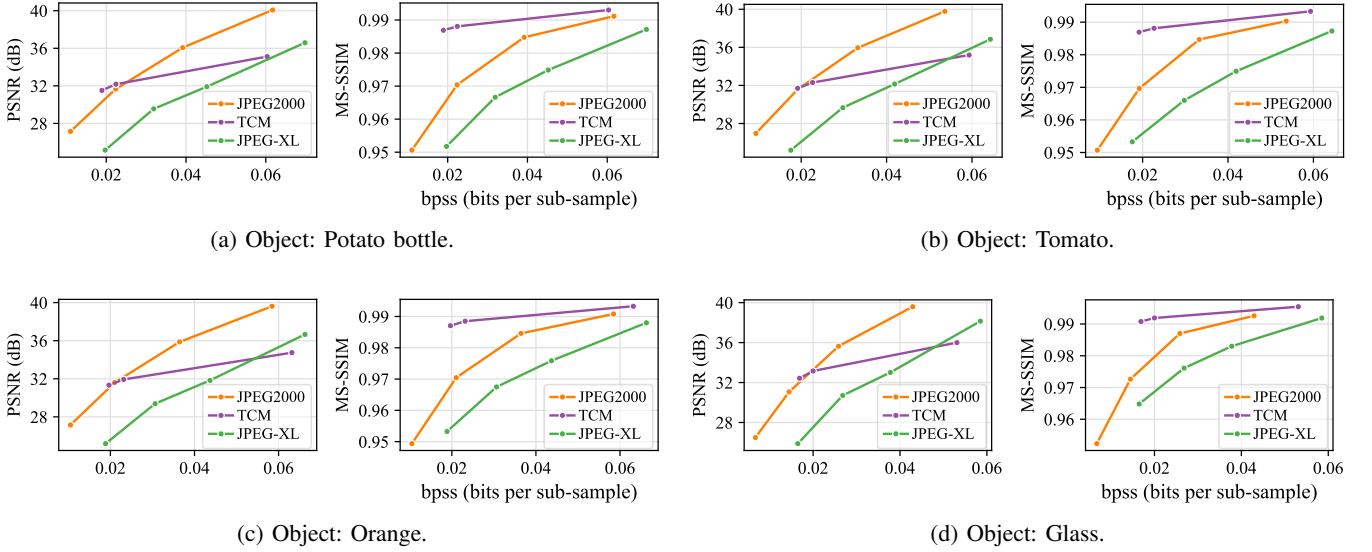 40
36
32
28
PSNR (dB)
0.02
0.04
0.06
JPEG2000
TCM
JPEG-XL
0.99
0.98
0.97
0.96
0.95
MS-SSIM
0.02
0.04
0.06
JPEG2000
TCM
JPEG-XL
bpss (bits per sub-sample)
(a) Object: Potato bottle.
40
36
32
28
PSNR (dB)
0.02
0.04
0.06
JPEG2000
TCM
JPEG-XL
0.99
0.98
0.97
0.96
0.95
MS-SSIM
0.02
0.04
0.06
JPEG2000
TCM
JPEG-XL
bpss (bits per sub-sample)
(b) Object: Tomato.
40
36
32
28
PSNR (dB)
0.02
0.04
0.06
JPEG2000
TCM
JPEG-XL
0.99
0.98
0.97
0.96
0.95
MS-SSIM
0.02
0.04
0.06
JPEG2000
TCM
JPEG-XL
bpss (bits per sub-sample)
(c) Object: Orange.
40
36
32
28
PSNR (dB)
0.02
0.04
0.06
JPEG2000
TCM
JPEG-XL
0.99
0.98
0.97
0.96
MS-SSIM
0.02
0.04
0.06
JPEG2000
TCM
JPEG-XL
bpss (bits per sub-sample)
(d) Object: Glass.